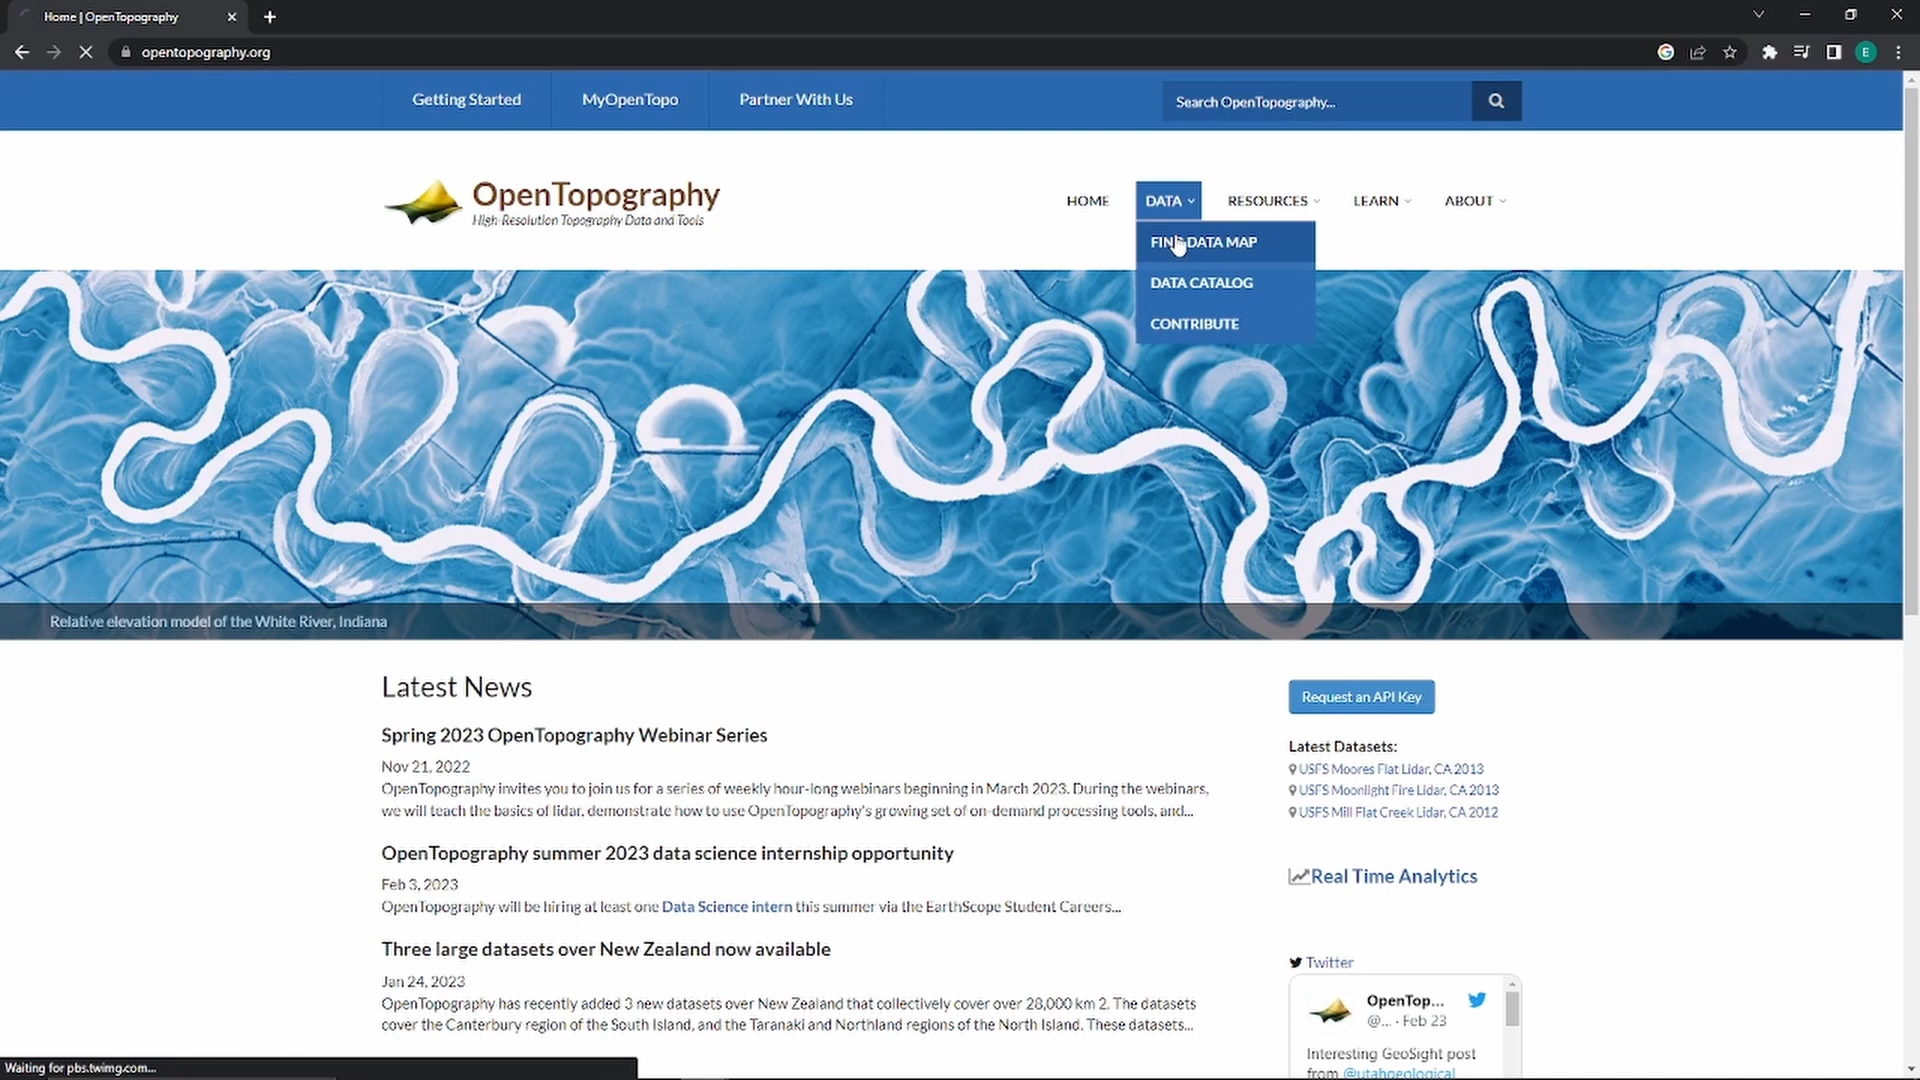 Home | OpenTopography
opentopography.org
E
Getting Started
MyOpenTopo
Partner With Us
Search OpenTopography...
OpenTopography
High-Resolution Topography Data and Tools
HOME
DATA
RESOURCES
LEARN
ABOUT
FIND DATA MAP
DATA CATALOG
CONTRIBUTE
Relative elevation model of the White River, Indiana
Latest News
Spring 2023 OpenTopography Webinar Series
Nov 21, 2022
OpenTopography invites you to join us for a series of weekly hour-long webinars beginning in March 2023. During the webinars,
we will teach the basics of lidar, demonstrate how to use OpenTopography's growing set of on-demand processing tools, and...
OpenTopography summer 2023 data science internship opportunity
Feb 3, 2023
OpenTopography will be hiring at least one Data Science intern this summer via the EarthScope Student Careers...
Three large datasets over New Zealand now available
Jan 24, 2023
OpenTopography has recently added 3 new datasets over New Zealand that collectively cover over 28,000 km 2. The datasets
cover the Canterbury region of the South Island, and the Taranaki and Northland regions of the North Island. These datasets...
Request an API Key
Latest Datasets:
USFS Moores Flat Lidar, CA 2013
USFS Moonlight Fire Lidar, CA 2013
USFS Mill Flat Creek Lidar, CA 2012
Real Time Analytics
Twitter
OpenTop...
@... · Feb 23
Interesting GeoSight post
from @utahgeological
Waiting for pbs.twimg.com...